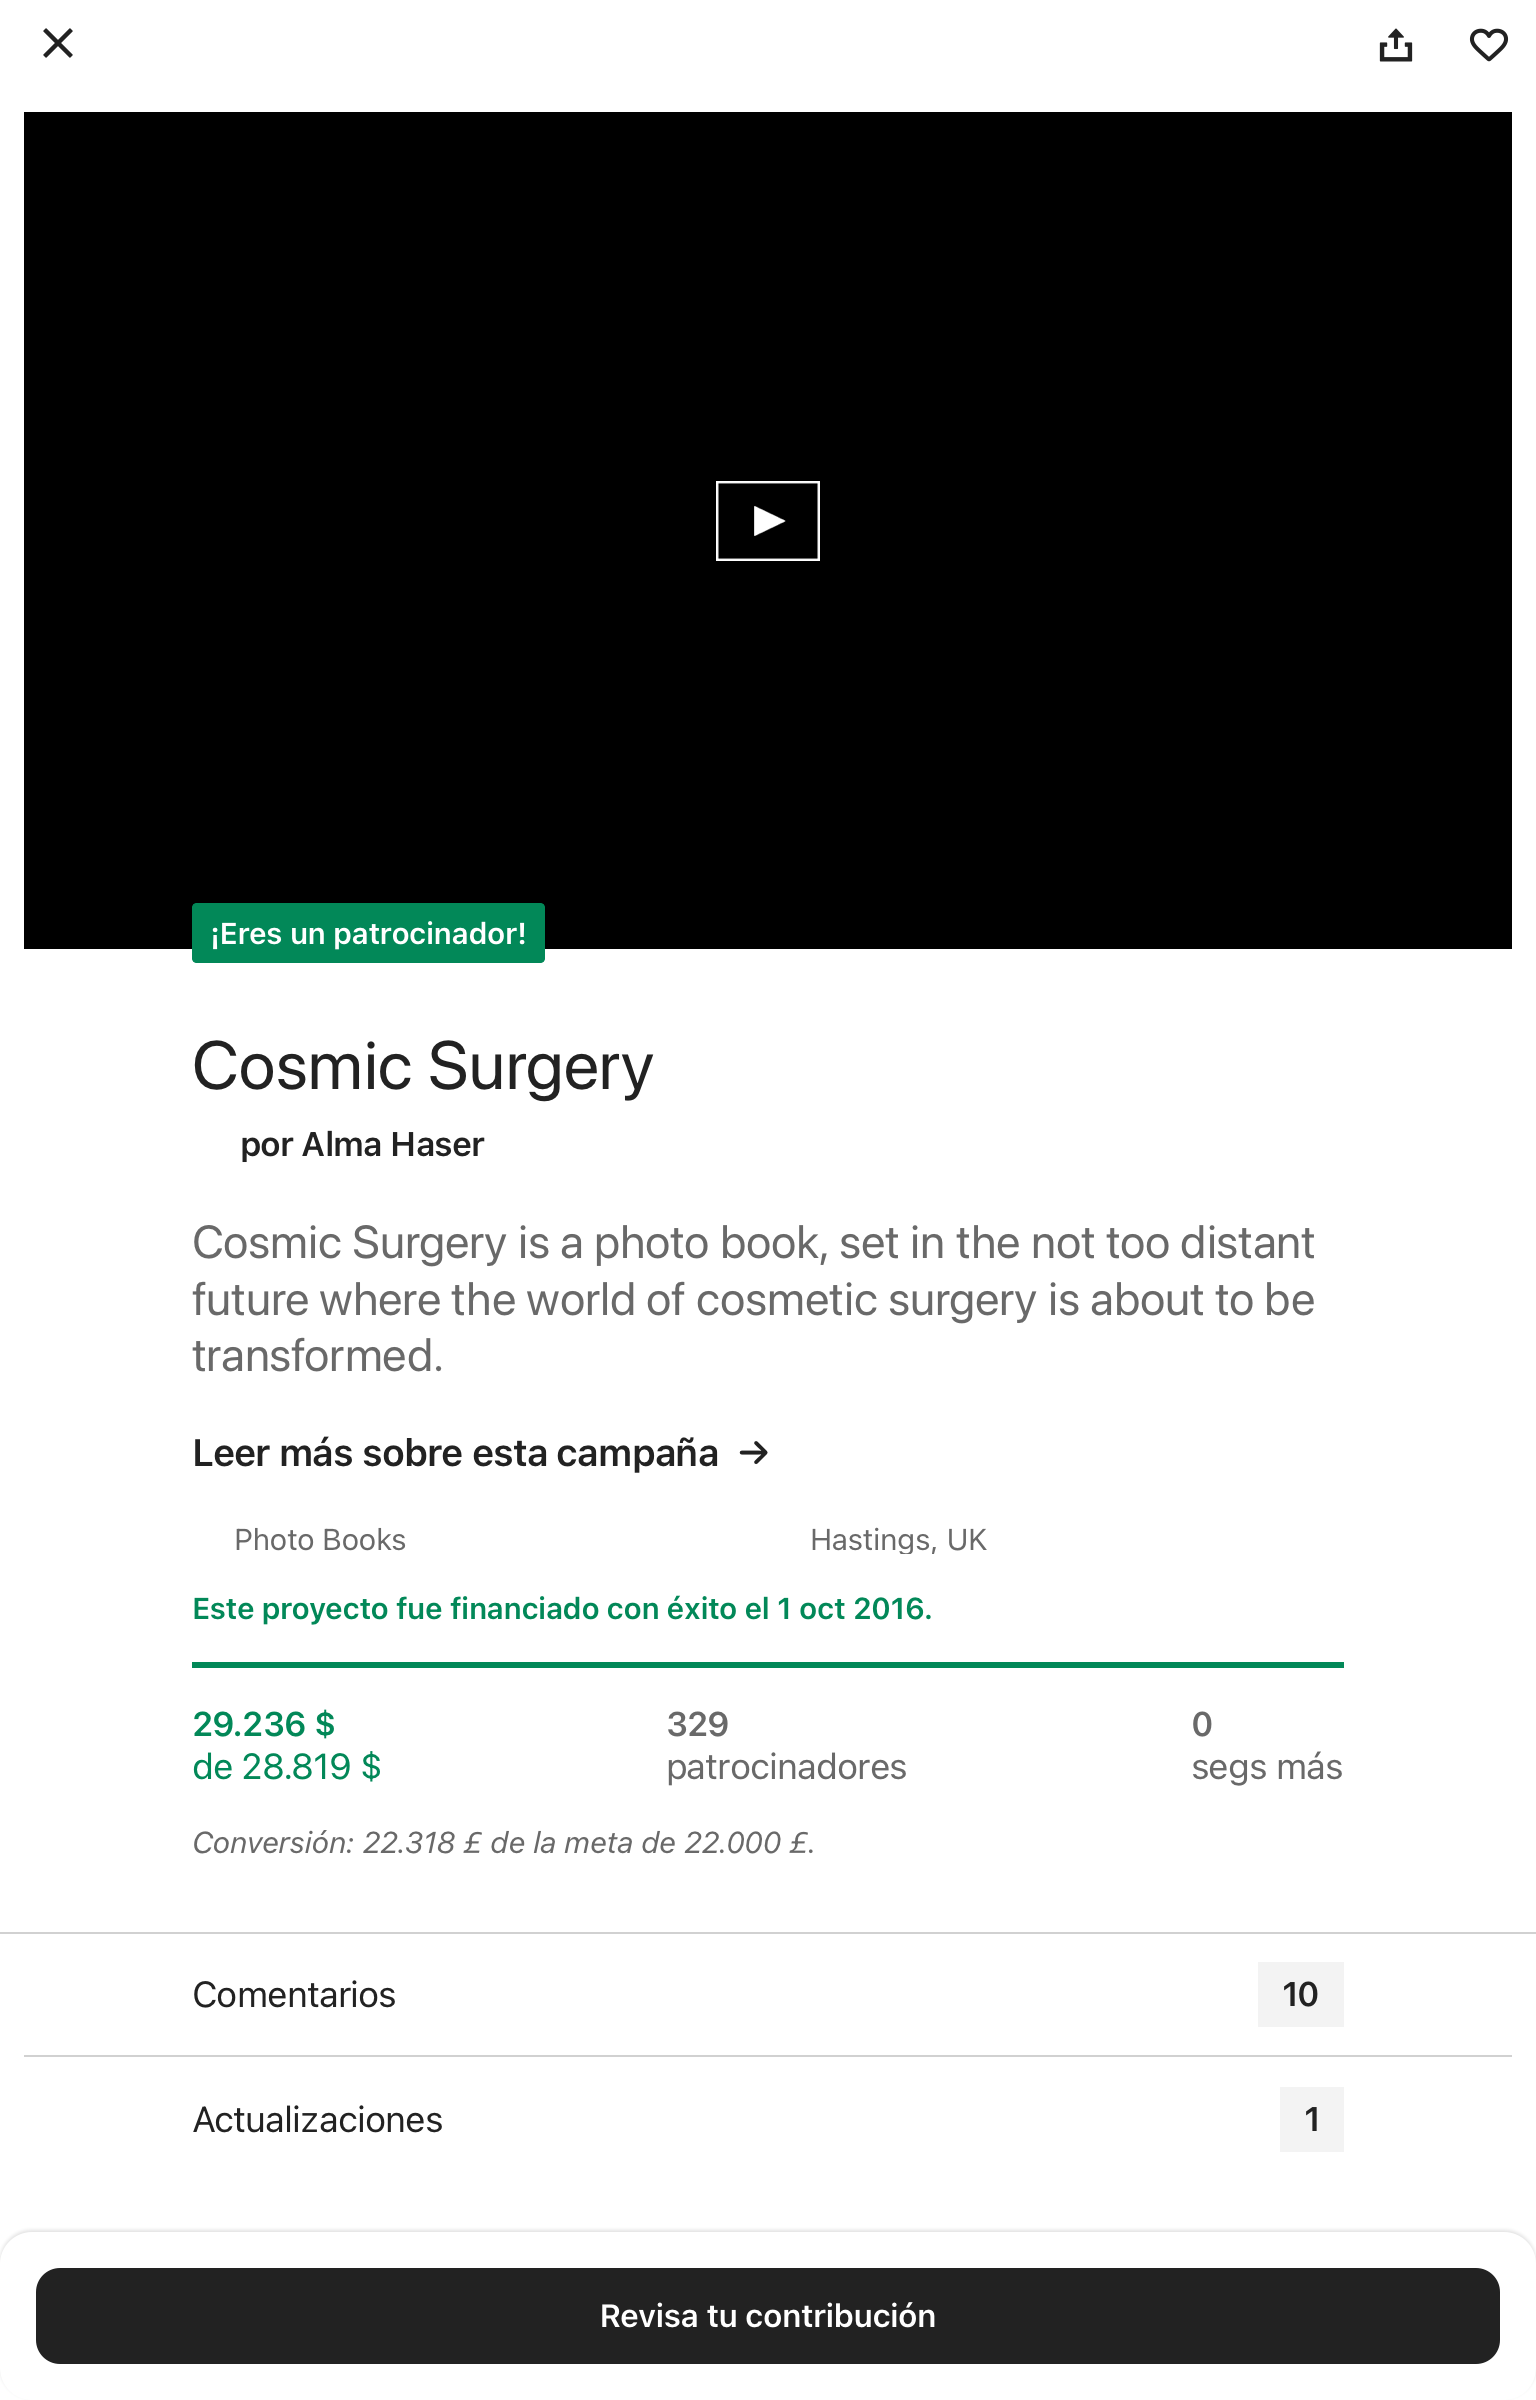 ¡Eres un patrocinador!
Cosmic Surgery
por Alma Haser
Cosmic Surgery is a photo book, set in the not too distant
future where the world of cosmetic surgery is about to be
transformed.
Leer más sobre esta campaña →
Photo Books
Hastings, UK
Este proyecto fue financiado con éxito el 1 oct 2016.
29.236 $
de 28.819 $
329
patrocinadores
0
segs más
Conversión: 22.318 £ de la meta de 22.000 £.
Comentarios
10
Actualizaciones
1
Revisa tu contribución